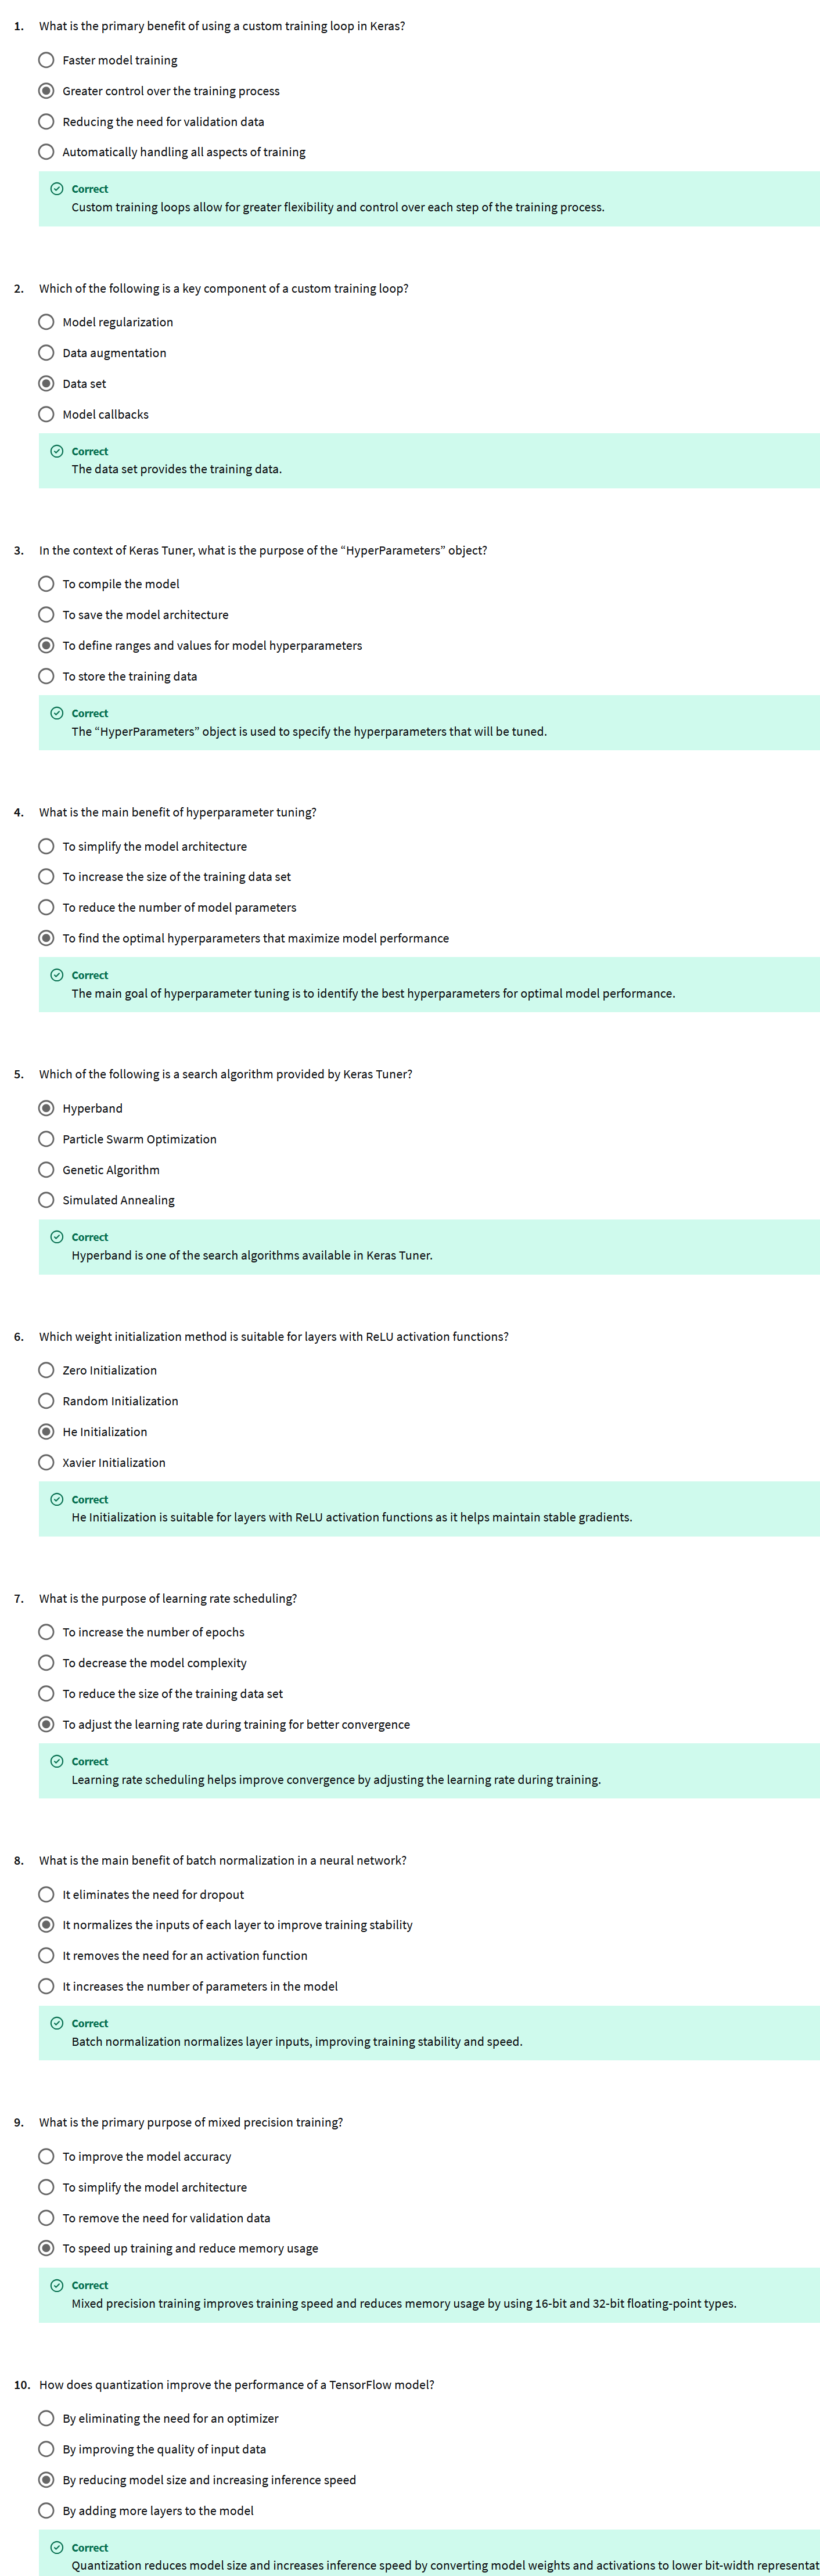 1. What is the primary benefit of using a custom training loop in Keras?
Faster model training
Greater control over the training process
Reducing the need for validation data
Automatically handling all aspects of training
Correct
Custom training loops allow for greater flexibility and control over each step of the training process.
2. Which of the following is a key component of a custom training loop?
Model regularization
Data augmentation
Data set
Model callbacks
Correct
The data set provides the training data.
3. In the context of Keras Tuner, what is the purpose of the “HyperParameters” object?
To compile the model
To save the model architecture
To define ranges and values for model hyperparameters
To store the training data
Correct
The “HyperParameters” object is used to specify the hyperparameters that will be tuned.
4. What is the main benefit of hyperparameter tuning?
To simplify the model architecture
To increase the size of the training data set
To reduce the number of model parameters
To find the optimal hyperparameters that maximize model performance
Correct
The main goal of hyperparameter tuning is to identify the best hyperparameters for optimal model performance.
5. Which of the following is a search algorithm provided by Keras Tuner?
Hyperband
Particle Swarm Optimization
Genetic Algorithm
Simulated Annealing
Correct
Hyperband is one of the search algorithms available in Keras Tuner.
6. Which weight initialization method is suitable for layers with ReLU activation functions?
Zero Initialization
Random Initialization
He Initialization
Xavier Initialization
Correct
He Initialization is suitable for layers with ReLU activation functions as it helps maintain stable gradients.
7. What is the purpose of learning rate scheduling?
To increase the number of epochs
To decrease the model complexity
To reduce the size of the training data set
To adjust the learning rate during training for better convergence
Correct
Learning rate scheduling helps improve convergence by adjusting the learning rate during training.
8. What is the main benefit of batch normalization in a neural network?
It eliminates the need for dropout
It normalizes the inputs of each layer to improve training stability
It removes the need for an activation function
It increases the number of parameters in the model
Correct
Batch normalization normalizes layer inputs, improving training stability and speed.
9. What is the primary purpose of mixed precision training?
To improve the model accuracy
To simplify the model architecture
To remove the need for validation data
To speed up training and reduce memory usage
Correct
Mixed precision training improves training speed and reduces memory usage by using 16-bit and 32-bit floating-point types.
10. How does quantization improve the performance of a TensorFlow model?
By eliminating the need for an optimizer
By improving the quality of input data
By reducing model size and increasing inference speed
By adding more layers to the model
Correct
Quantization reduces model size and increases inference speed by converting model weights and activations to lower bit-width representat